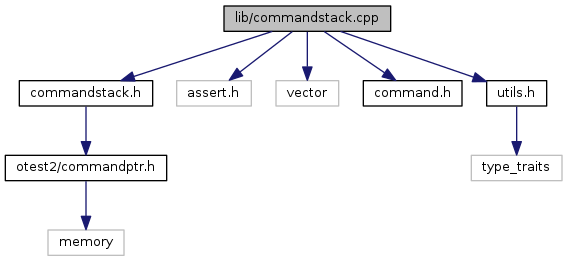 lib/commandstack.cpp
commandstack.h
assert.h
vector
command.h
utils.h
otest2/commandptr.h
type_traits
memory